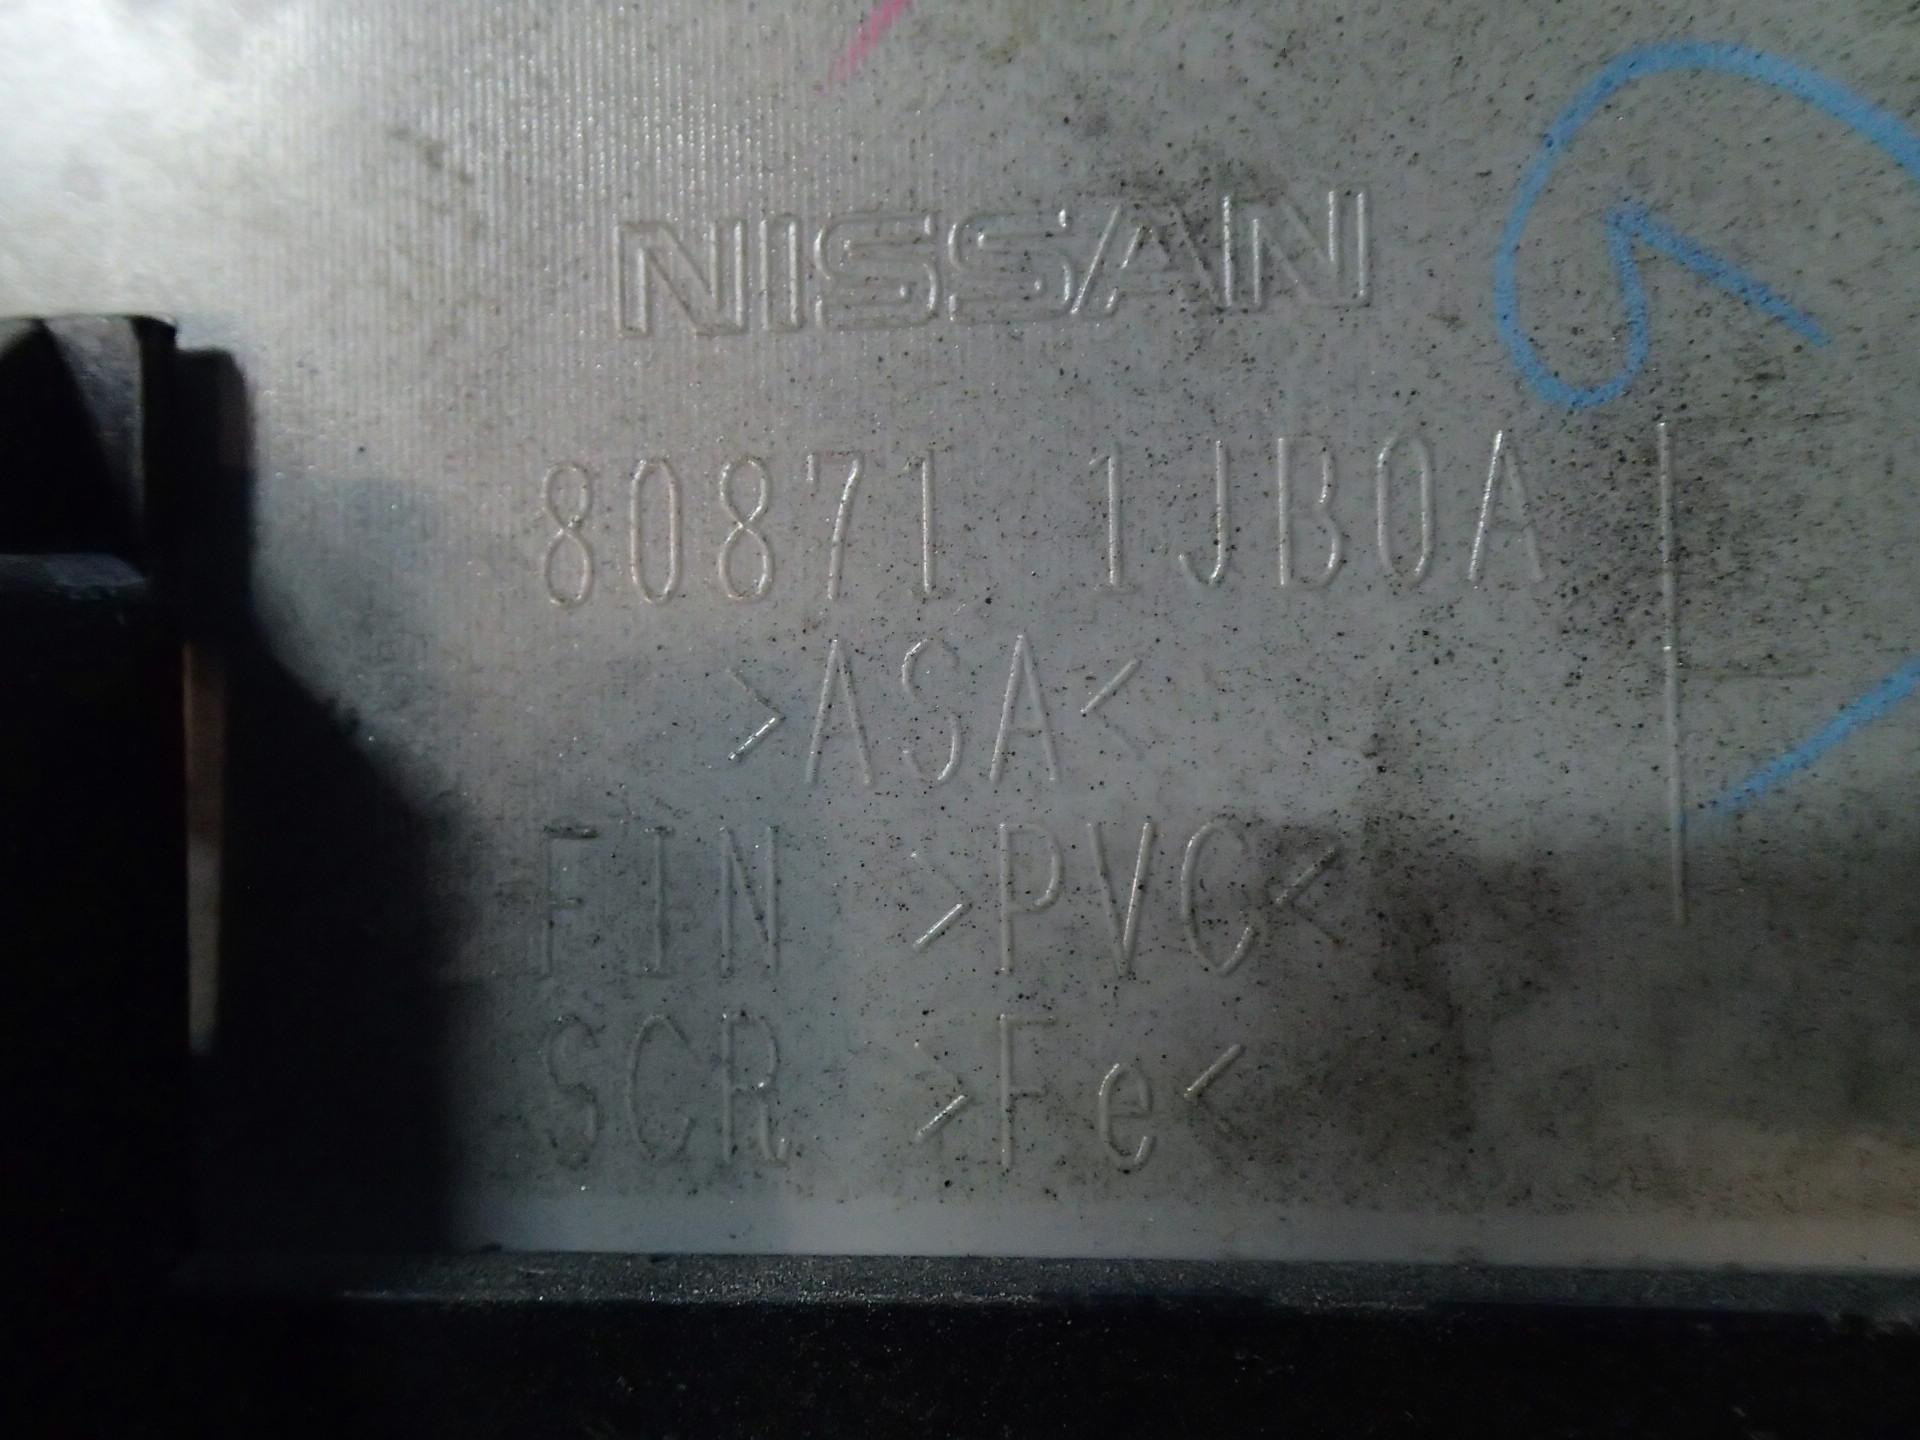 NISSAN
80871 1JB0A
>ASA<
FIN >PVC<
SCR >Fe<